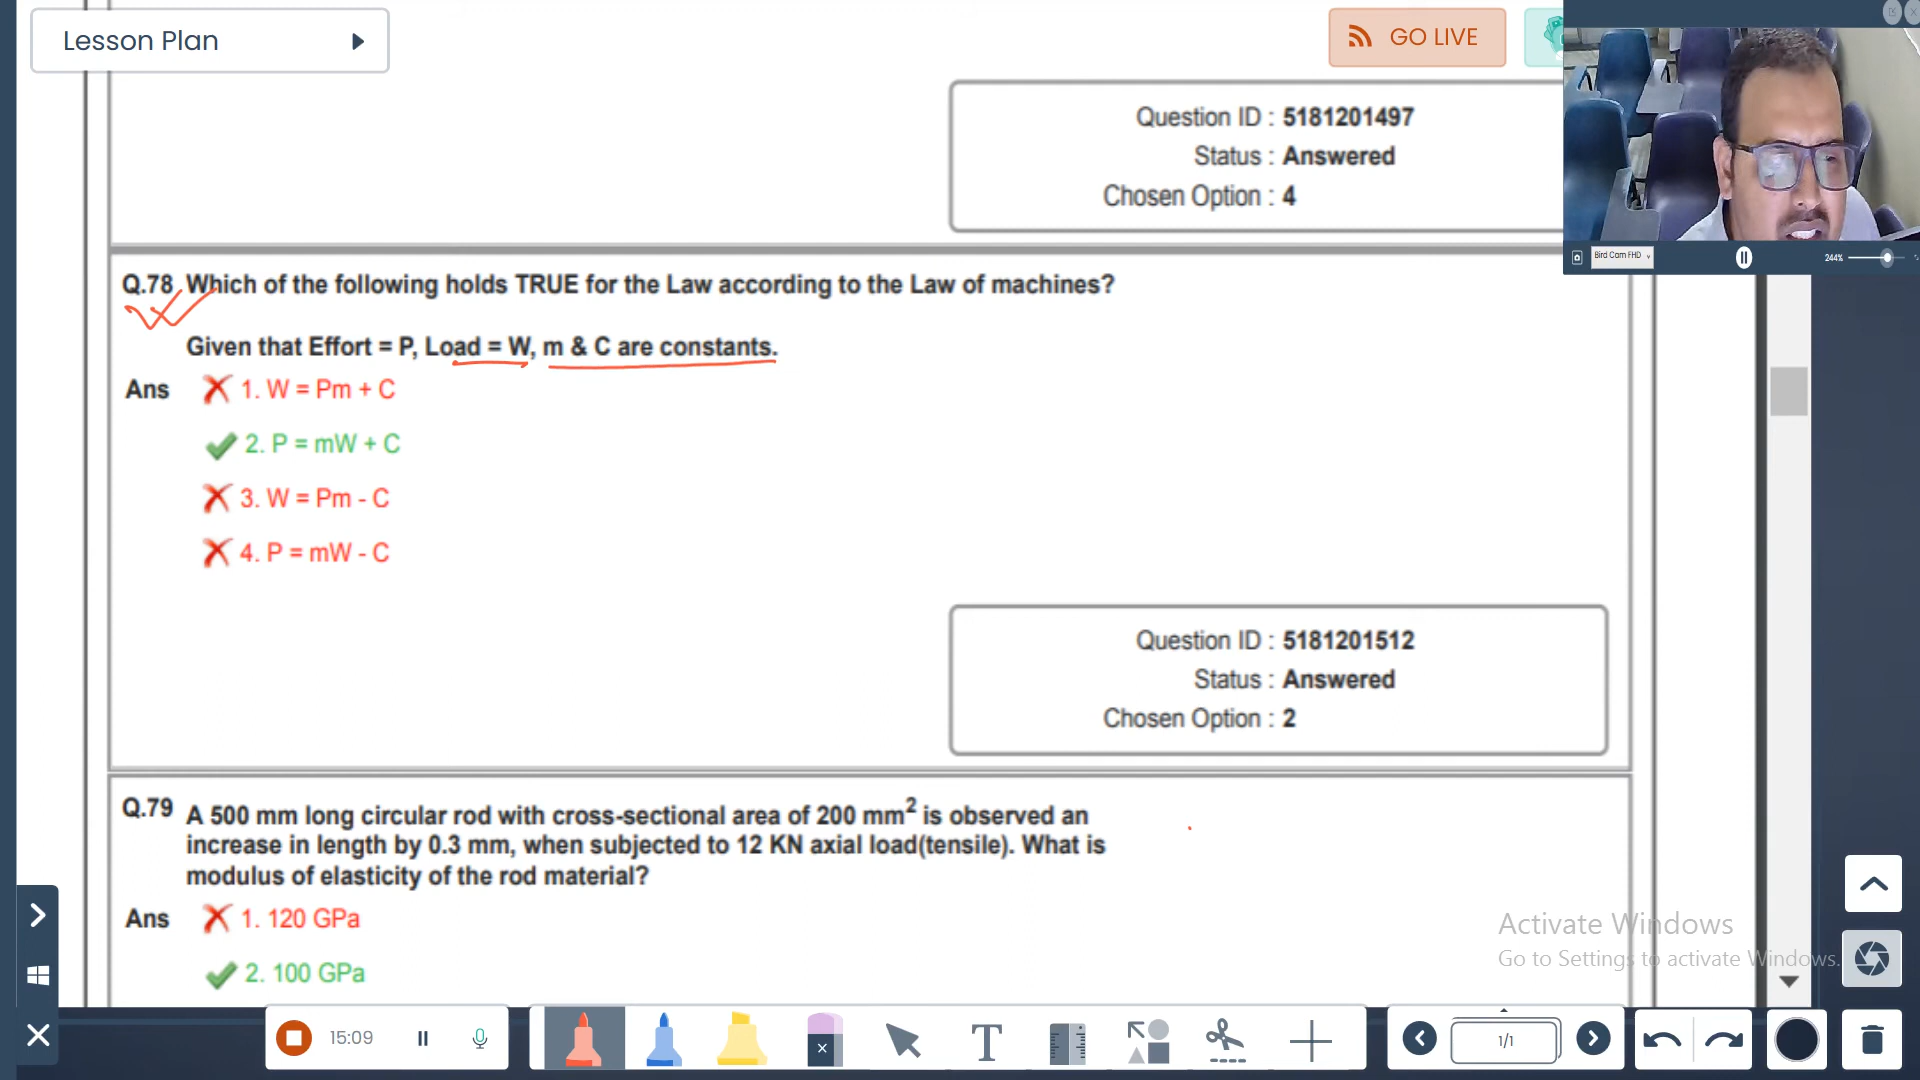 Lesson Plan
GO LIVE
Question ID : 5181201497
Status : Answered
Chosen Option : 4
Bird Cam FHD
244%
Q.78 Which of the following holds TRUE for the Law according to the Law of machines?
Given that Effort = P, Load = W, m & C are constants.
Ans 1. W = Pm + C
2. P = mW + C
3. W = Pm - C
4. P = mW - C
Question ID : 5181201512
Status : Answered
Chosen Option : 2
Q.79 A 500 mm long circular rod with cross-sectional area of 200 mm² is observed an
increase in length by 0.3 mm, when subjected to 12 KN axial load(tensile). What is
modulus of elasticity of the rod material?
Ans 1. 120 GPa
2. 100 GPa
Activate Windows
Go to Settings to activate Windows.
15:09
T
1/1